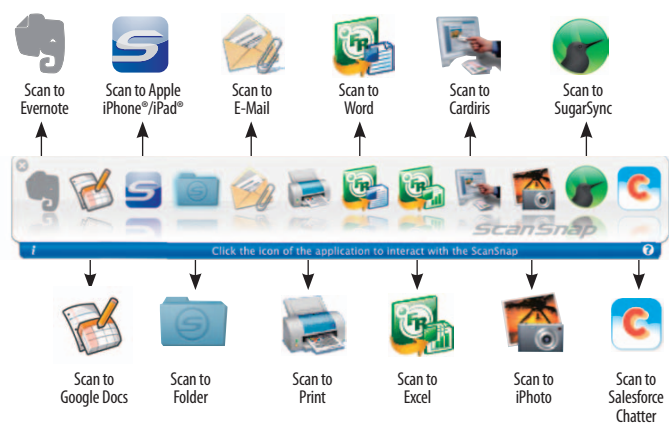 Scan to
Evernote
Scan to Apple
iPhone®/iPad®
Scan to
E-Mail
Scan to
Word
Scan to
Cardiris
Scan to
SugarSync
ScanSnap
i
Click the icon of the application to interact with the ScanSnap
?
Scan to
Google Docs
Scan to
Folder
Scan to
Print
Scan to
Excel
Scan to
iPhoto
Scan to
Salesforce
Chatter